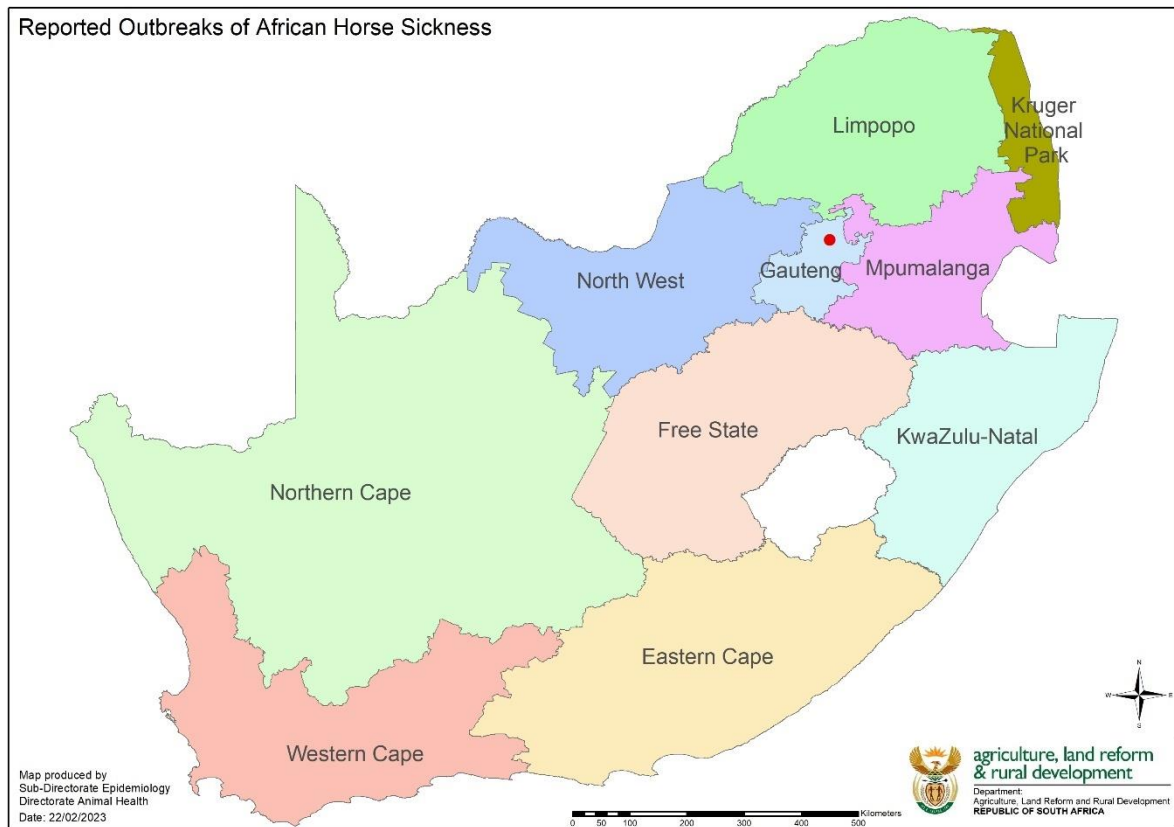 Reported Outbreaks of African Horse Sickness
Limpopo
Kruger
National
Park
North West
Gauteng
Mpumalanga
Free State
KwaZulu-Natal
Northern Cape
Eastern Cape
Western Cape
N
W
E
S
Map produced by
Sub-Directorate Epidemiology
Directorate Animal Health
Date: 22/02/2023
Kilometers
0 50 100 200 300 400 500
agriculture, land reform
& rural development
Department:
Agriculture, Land Reform and Rural Development
REPUBLIC OF SOUTH AFRICA